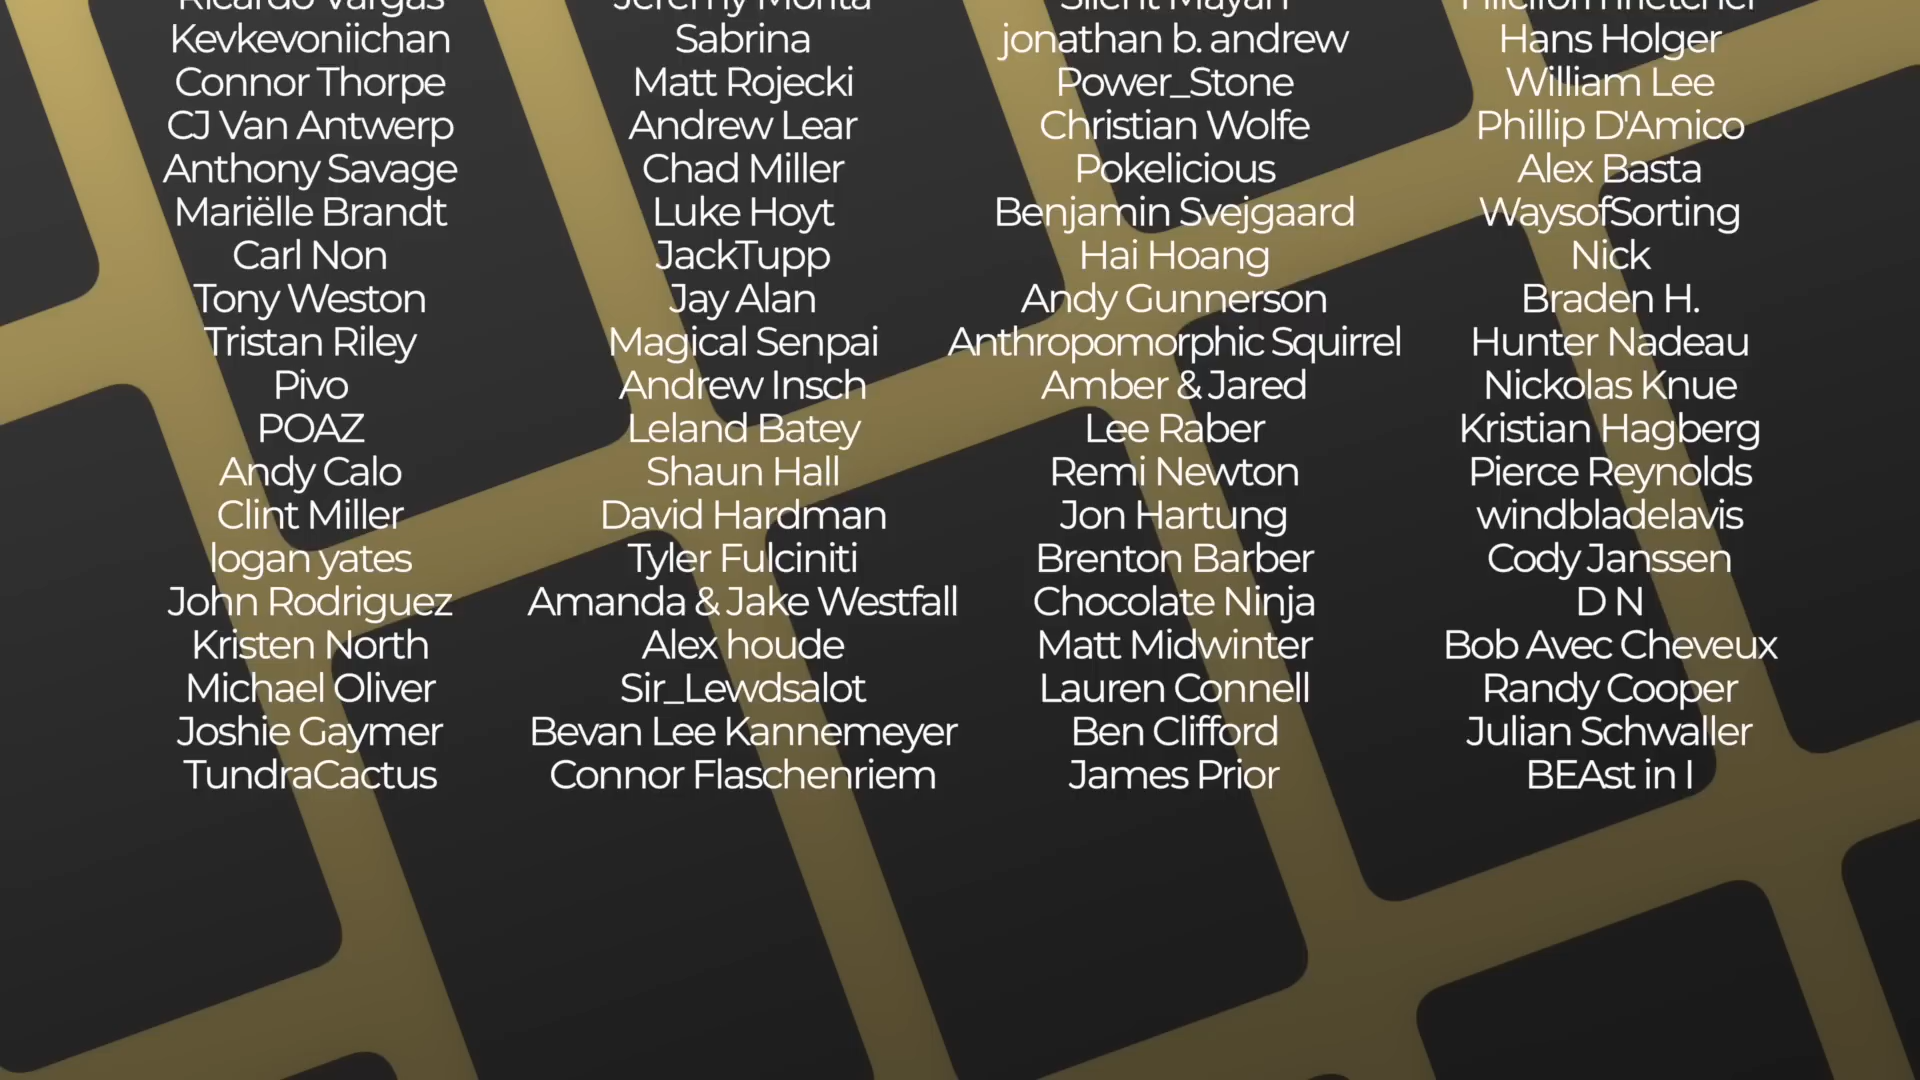 Ricardo Vargas
Kevkevoniichan
Connor Thorpe
CJ Van Antwerp
Anthony Savage
Mariëlle Brandt
Carl Non
Tony Weston
Tristan Riley
Pivo
POAZ
Andy Calo
Clint Miller
logan yates
John Rodriguez
Kristen North
Michael Oliver
Joshie Gaymer
TundraCactus
Sabrina
Matt Rojecki
Andrew Lear
Chad Miller
Luke Hoyt
JackTupp
Jay Alan
Magical Senpai
Andrew Insch
Leland Batey
Shaun Hall
David Hardman
Tyler Fulciniti
Amanda & Jake Westfall
Alex houde
Sir_Lewdsalot
Bevan Lee Kannemeyer
Connor Flaschenriem
Silent Mayan
jonathan b. andrew
Power_Stone
Christian Wolfe
Pokelicious
Benjamin Svejgaard
Hai Hoang
Andy Gunnerson
Anthropomorphic Squirrel
Amber & Jared
Lee Raber
Remi Newton
Jon Hartung
Brenton Barber
Chocolate Ninja
Matt Midwinter
Lauren Connell
Ben Clifford
James Prior
Hans Holger
William Lee
Phillip D'Amico
Alex Basta
WaysofSorting
Nick
Braden H.
Hunter Nadeau
Nickolas Knue
Kristian Hagberg
Pierce Reynolds
windbladelavis
Cody Janssen
D N
Bob Avec Cheveux
Randy Cooper
Julian Schwaller
BEAst in I